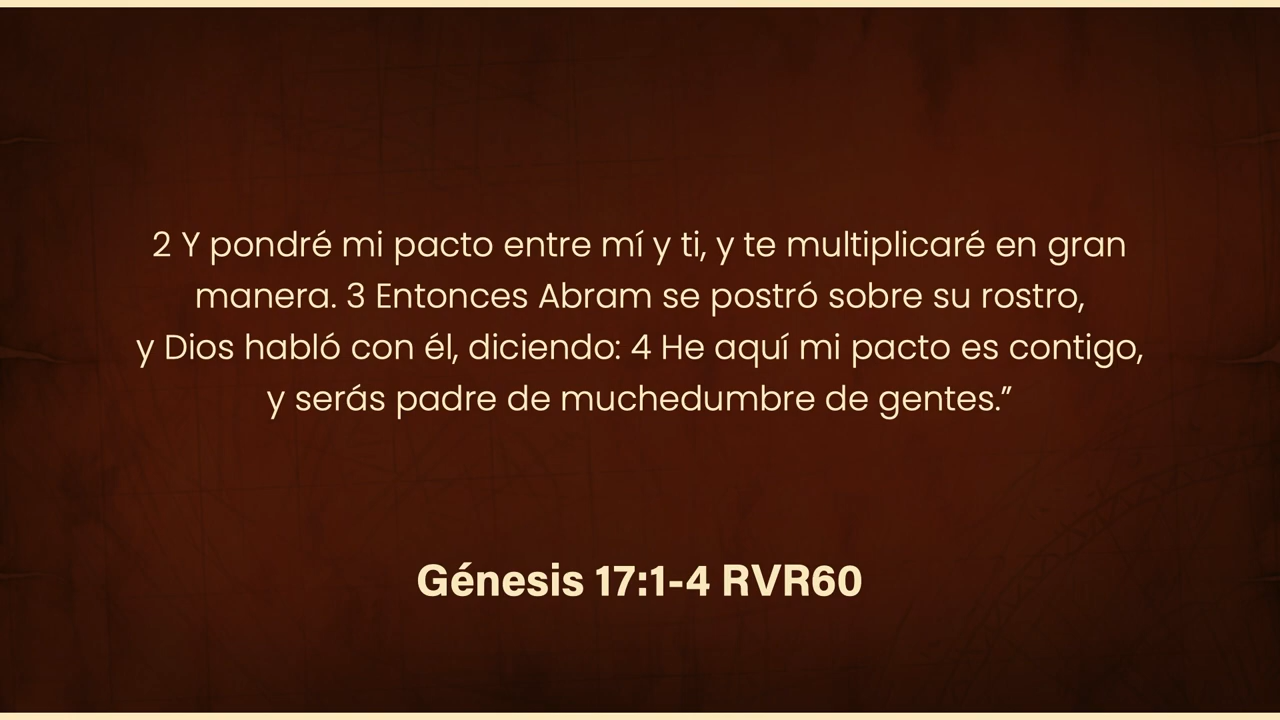 2 Y pondré mi pacto entre mí y ti, y te multiplicaré en gran
manera. 3 Entonces Abram se postró sobre su rostro,
y Dios habló con él, diciendo: 4 He aquí mi pacto es contigo,
y serás padre de muchedumbre de gentes.”
Génesis 17:1-4 RVR60